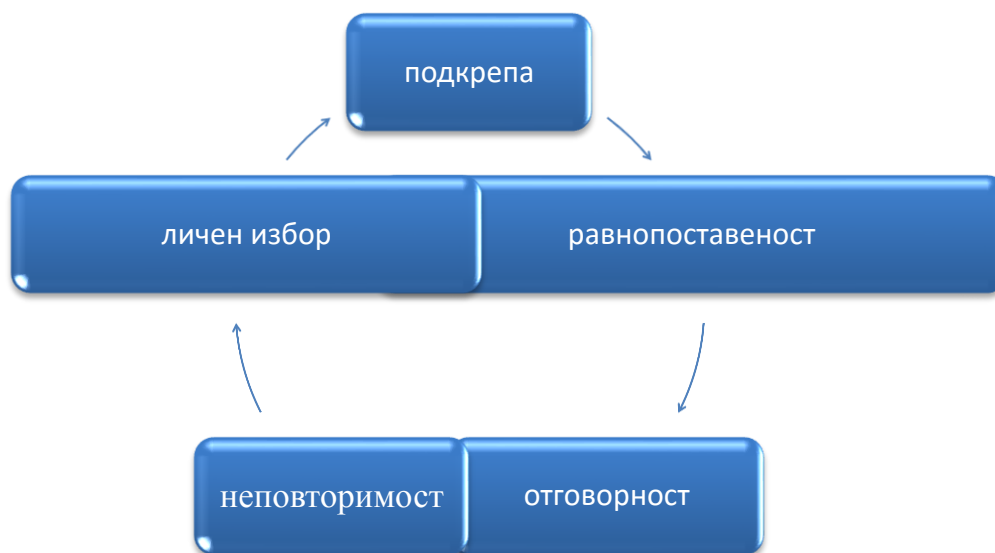 подкрепа
личен избор
равнопоставеност
неповторимост
отговорност